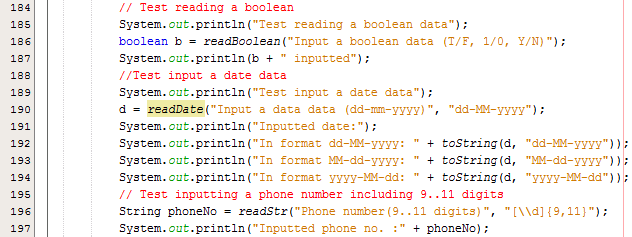 184 // Test reading a boolean
185 System.out.println("Test reading a boolean data");
186 boolean b = readBoolean("Input a boolean data (T/F, 1/0, Y/N)");
187 System.out.println(b + " inputted");
188 //Test input a date data
189 System.out.println("Test input a date data");
190 d = readDate("Input a data data (dd-mm-yyyy)", "dd-MM-yyyy");
191 System.out.println("Inputted date:");
192 System.out.println("In format dd-MM-yyyy: " + toString(d, "dd-MM-yyyy"));
193 System.out.println("In format MM-dd-yyyy: " + toString(d, "MM-dd-yyyy"));
194 System.out.println("In format yyyy-MM-dd: " + toString(d, "yyyy-MM-dd"));
195 // Test inputting a phone number including 9..11 digits
196 String phoneNo = readStr("Phone number(9..11 digits)", "[\\d]{9,11}");
197 System.out.println("Inputted phone no. :" + phoneNo);